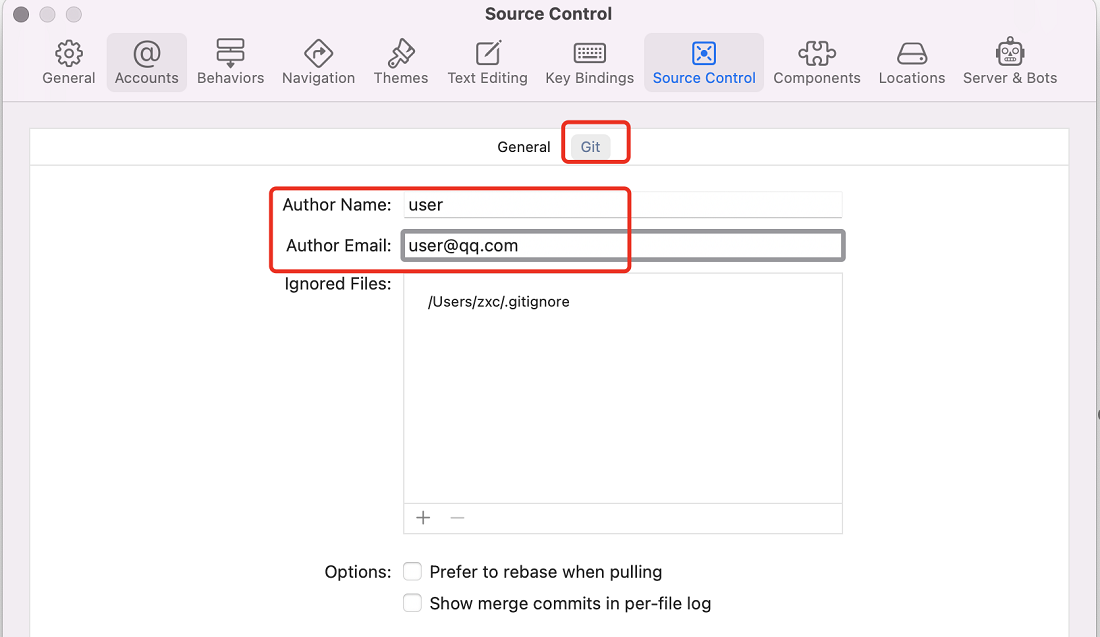 Source Control
General
Accounts
Behaviors
Navigation
Themes
Text Editing
Key Bindings
Source Control
Components
Locations
Server & Bots
General
Git
Author Name: user
Author Email: user@qq.com
Ignored Files:
/Users/zxc/.gitignore
Options:
Prefer to rebase when pulling
Show merge commits in per-file log